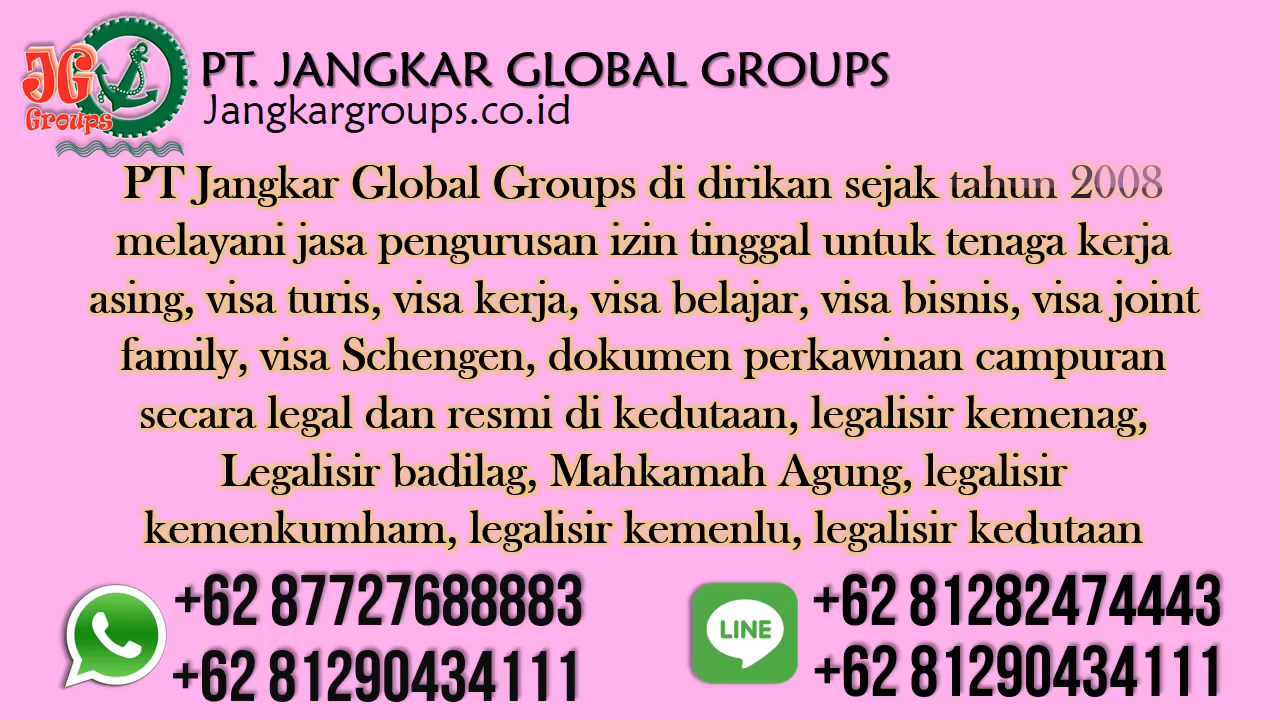 JG
Groups
PT. JANGKAR GLOBAL GROUPS
Jangkargroups.co.id
PT Jangkar Global Groups di dirikan sejak tahun 2008
melayani jasa pengurusan izin tinggal untuk tenaga kerja
asing, visa turis, visa kerja, visa belajar, visa bisnis, visa joint
family, visa Schengen, dokumen perkawinan campuran
secara legal dan resmi di kedutaan, legalisir kemenag,
Legalisir badilag, Mahkamah Agung, legalisir
kemenkumham, legalisir kemenlu, legalisir kedutaan
+62 87727688883
+62 81290434111
LINE
+62 81282474443
+62 81290434111